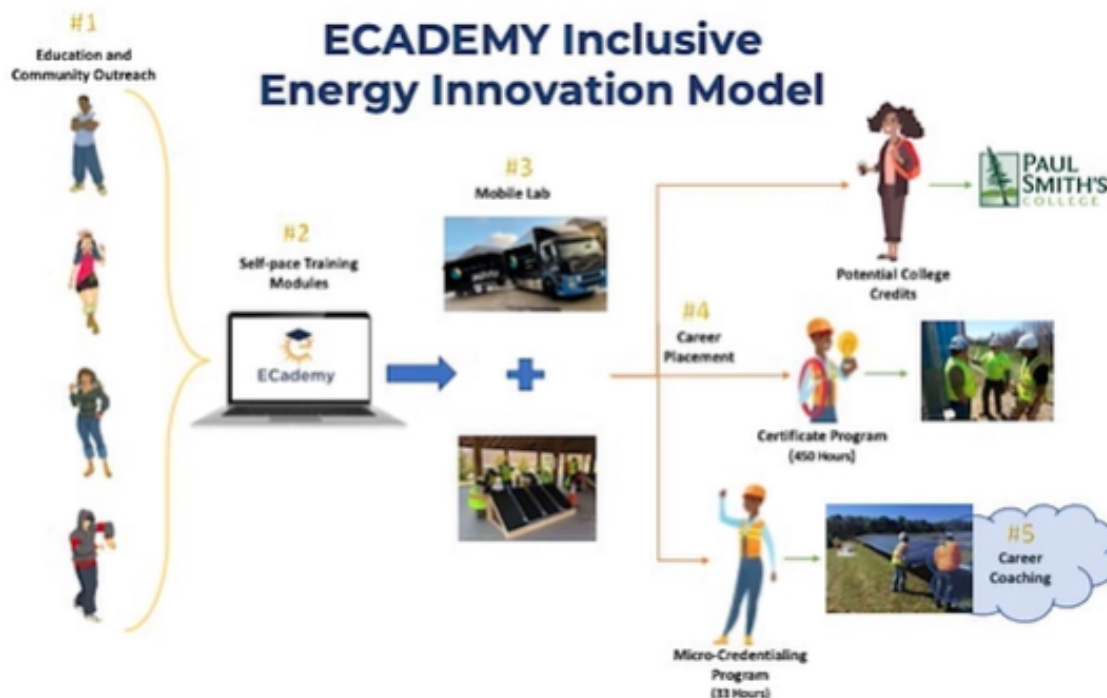 ECADEMY Inclusive
Energy Innovation Model
#1
Education and
Community Outreach
#2
Self-pace Training
Modules
ECademy
#3
Mobile Lab
#4
Career
Placement
Potential College
Credits
PAUL
SMITH'S
COLLEGE
Certificate Program
(450 Hours)
Micro-Credentialing
Program
(33 Hours)
#5
Career
Coaching